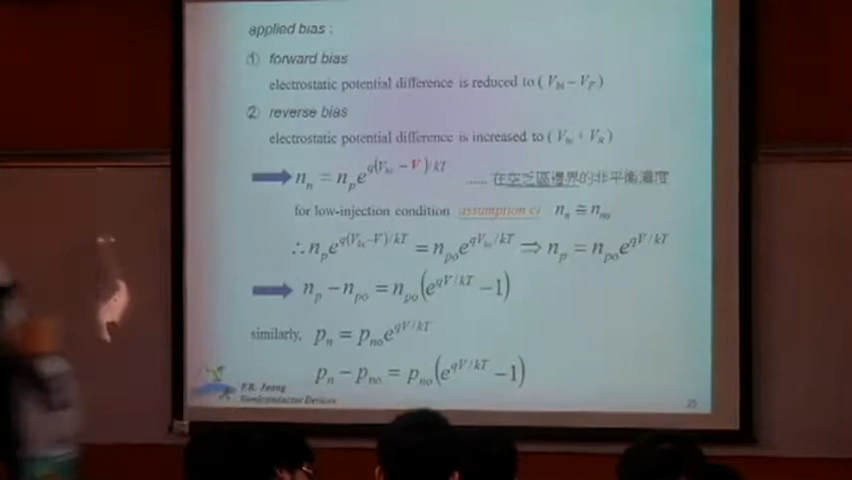 applied bias :
① forward bias
electrostatic potential difference is reduced to ( V_bi − V_F )
② reverse bias
electrostatic potential difference is increased to ( V_bi + V_R )
n_n = n_p e^{q(V_bi − V)/kT} ...... 在空乏區邊界的非平衡濃度
for low-injection condition assumption n_n ≅ n_no
∴ n_p e^{q(V_bi−V)/kT} = n_po e^{qV_bi/kT} ⇒ n_p = n_po e^{qV/kT}
n_p − n_po = n_po(e^{qV/kT} −1)
similarly, p_n = p_no e^{qV/kT}
p_n − p_no = p_no(e^{qV/kT} −1)
F.R. Juang
Semiconductor Devices
25